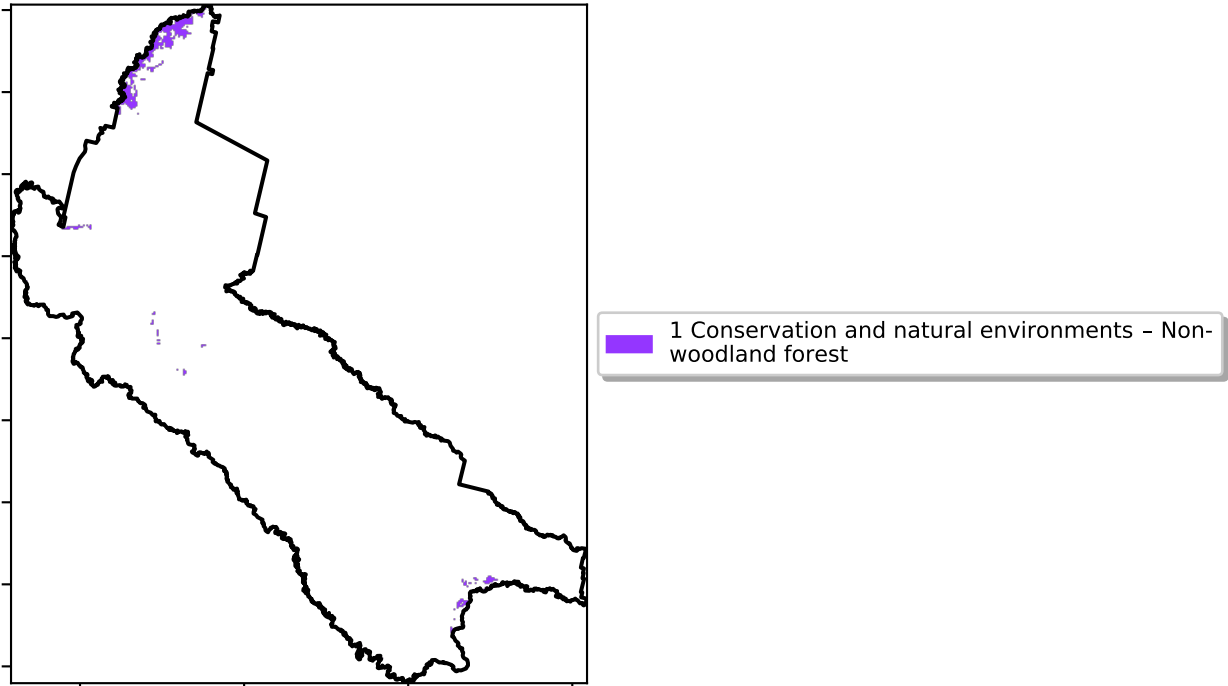 1 Conservation and natural environments – Non-
woodland forest